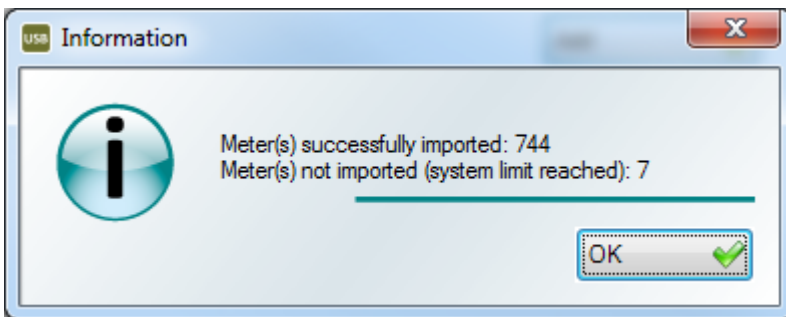 USB Information
Meter(s) successfully imported: 744
Meter(s) not imported (system limit reached): 7
OK